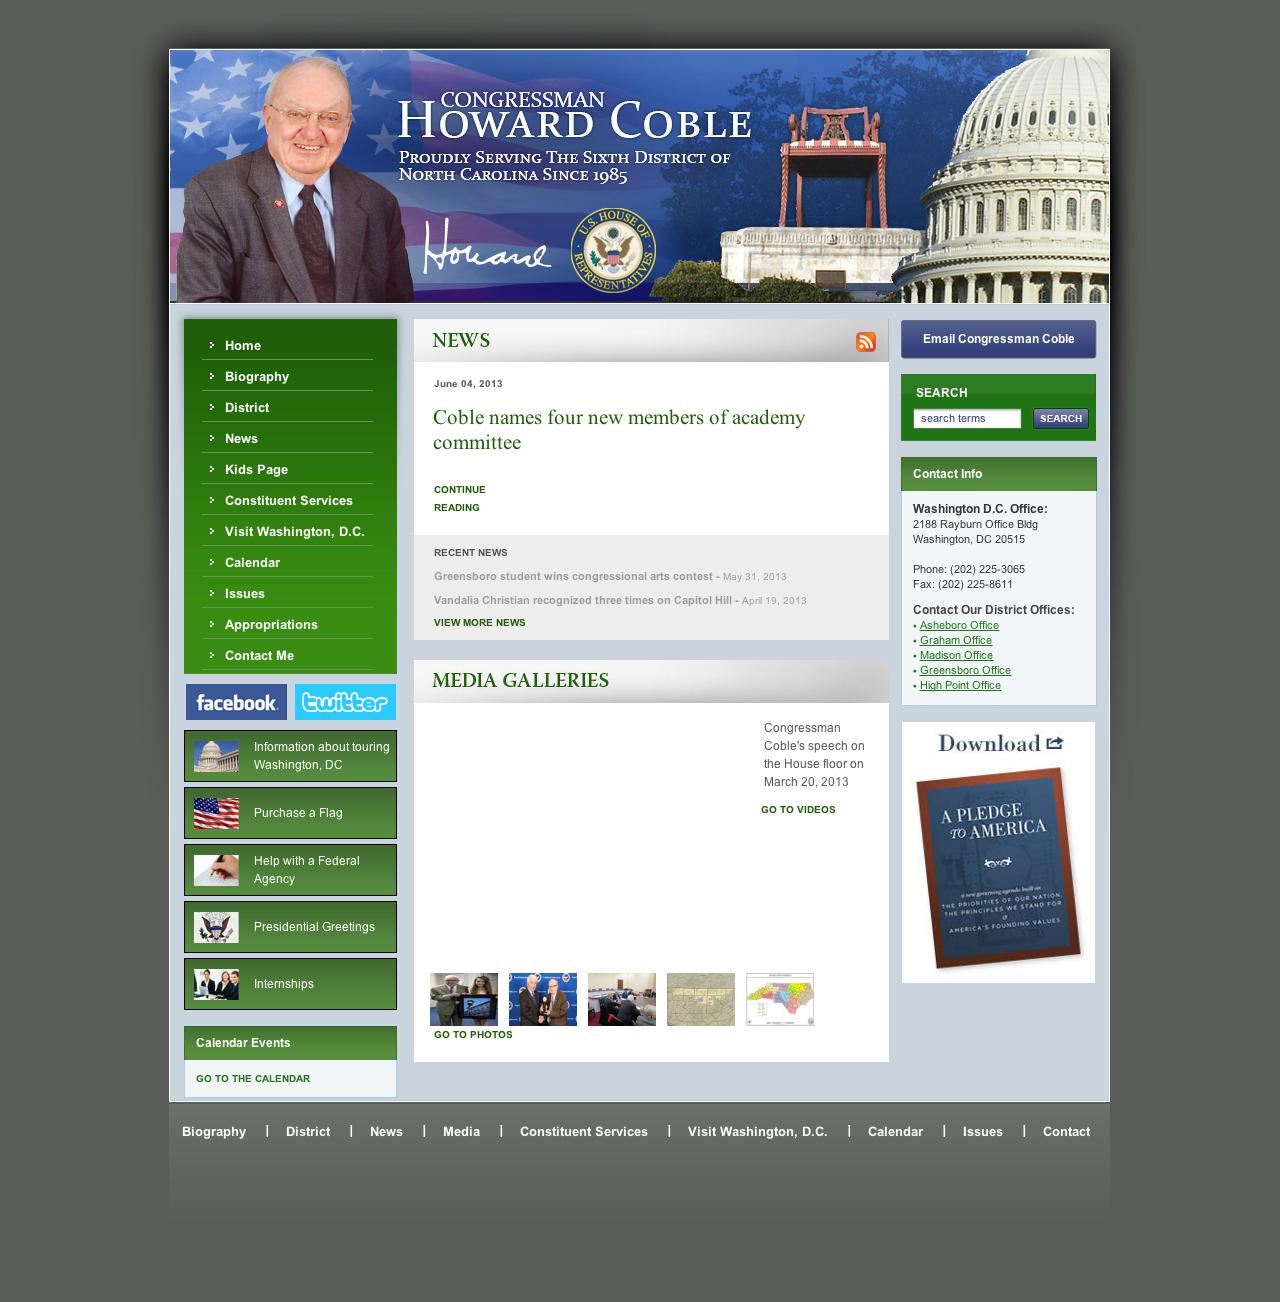 CONGRESSMAN
HOWARD COBLE
PROUDLY SERVING THE SIXTH DISTRICT OF
NORTH CAROLINA SINCE 1985
Howard
U.S. HOUSE OF
REPRESENTATIVES
Home
Biography
District
News
Kids Page
Constituent Services
Visit Washington, D.C.
Calendar
Issues
Appropriations
Contact Me
facebook.
twitter
Information about touring
Washington, DC
Purchase a Flag
Help with a Federal
Agency
Presidential Greetings
Internships
Calendar Events
GO TO THE CALENDAR
NEWS
June 04, 2013
Coble names four new members of academy
committee
CONTINUE
READING
RECENT NEWS
Greensboro student wins congressional arts contest - May 31, 2013
Vandalia Christian recognized three times on Capitol Hill - April 19, 2013
VIEW MORE NEWS
MEDIA GALLERIES
Congressman
Coble's speech on
the House floor on
March 20, 2013
GO TO VIDEOS
GO TO PHOTOS
Email Congressman Coble
SEARCH
search terms
SEARCH
Contact Info
Washington D.C. Office:
2188 Rayburn Office Bldg
Washington, DC 20515
Phone: (202) 225-3065
Fax: (202) 225-8611
Contact Our District Offices:
• Asheboro Office
• Graham Office
• Madison Office
• Greensboro Office
• High Point Office
Download
A PLEDGE
TO AMERICA
a new governing agenda built on
THE PRIORITIES OF OUR NATION,
THE PRINCIPLES WE STAND FOR
&
AMERICA'S FOUNDING VALUES
Biography | District | News | Media | Constituent Services | Visit Washington, D.C. | Calendar | Issues | Contact